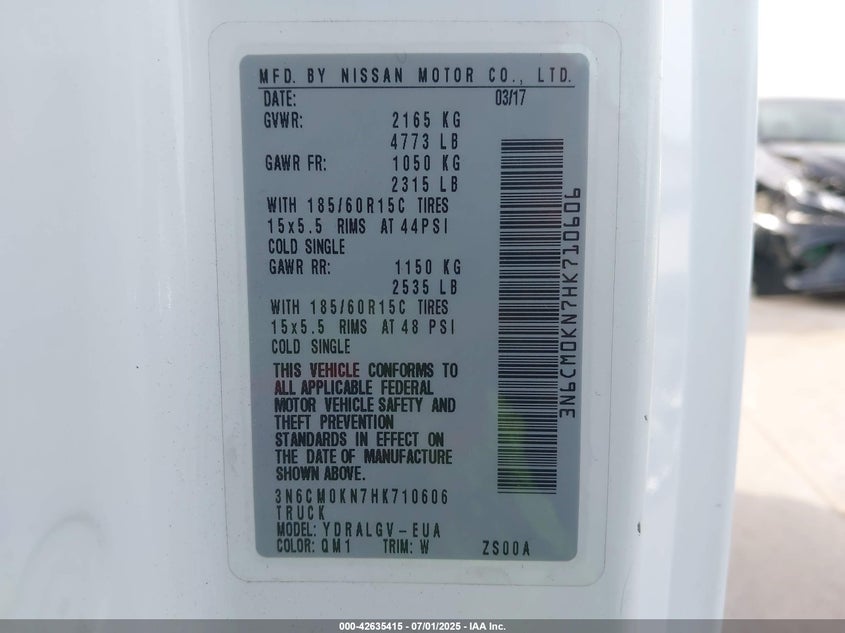 MFD. BY NISSAN MOTOR CO., LTD.
DATE: 03/17
GVWR: 2165 KG
4773 LB
GAWR FR: 1050 KG
2315 LB
WITH 185/60R15C TIRES
15x5.5 RIMS AT 44PSI
COLD SINGLE
GAWR RR: 1150 KG
2535 LB
WITH 185/60R15C TIRES
15x5.5 RIMS AT 48 PSI
COLD SINGLE
THIS VEHICLE CONFORMS TO
ALL APPLICABLE FEDERAL
MOTOR VEHICLE SAFETY AND
THEFT PREVENTION
STANDARDS IN EFFECT ON
THE DATE OF MANUFACTURE
SHOWN ABOVE.
3N6CM0KN7HK710606
TRUCK
MODEL: YDRALGV-EUA
COLOR: QM1 TRIM: W ZS00A
3N6CM0KN7HK710606
000-42635415 - 07/01/2025 - IAA Inc.